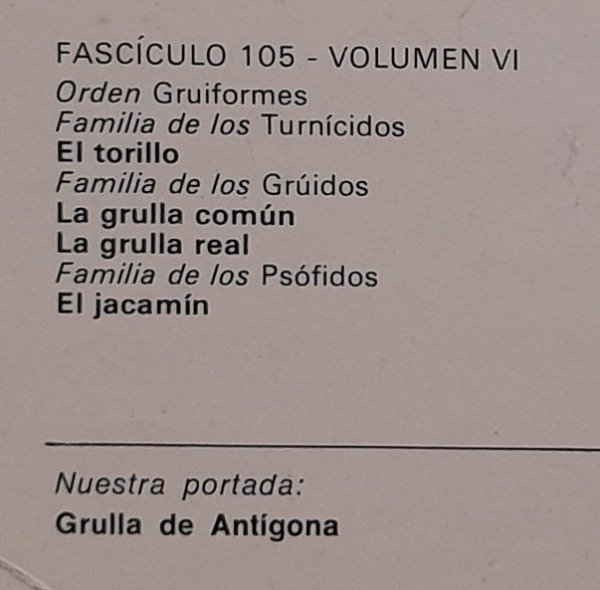 FASCÍCULO 105 - VOLUMEN VI
Orden Gruiformes
Familia de los Turnícidos
El torillo
Familia de los Grúidos
La grulla común
La grulla real
Familia de los Psófidos
El jacamín
Nuestra portada:
Grulla de Antígona